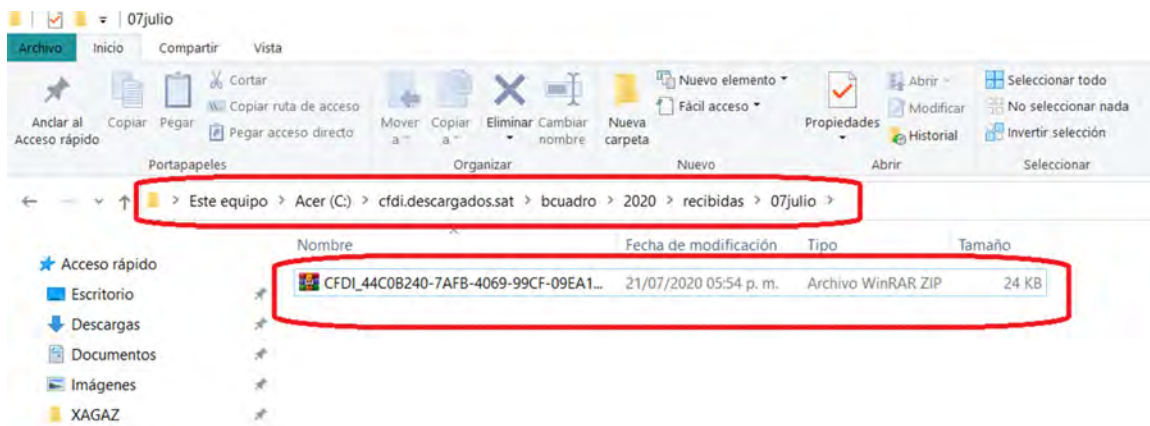 07julio
Archivo Inicio Compartir Vista
Anclar al Acceso rápido
Copiar
Pegar
Cortar
Copiar ruta de acceso
Pegar acceso directo
Portapapeles
Mover a
Copiar a
Eliminar
Cambiar nombre
Organizar
Nueva carpeta
Nuevo elemento
Fácil acceso
Nuevo
Propiedades
Abrir
Modificar
Historial
Abrir
Seleccionar todo
No seleccionar nada
Invertir selección
Seleccionar
> Este equipo > Acer (C:) > cfdi.descargados.sat > bcuadro > 2020 > recibidas > 07julio >
Nombre Fecha de modificación Tipo Tamaño
CFDI_44C0B240-7AFB-4069-99CF-09EA1... 21/07/2020 05:54 p. m. Archivo WinRAR ZIP 24 KB
Acceso rápido
Escritorio
Descargas
Documentos
Imágenes
XAGAZ